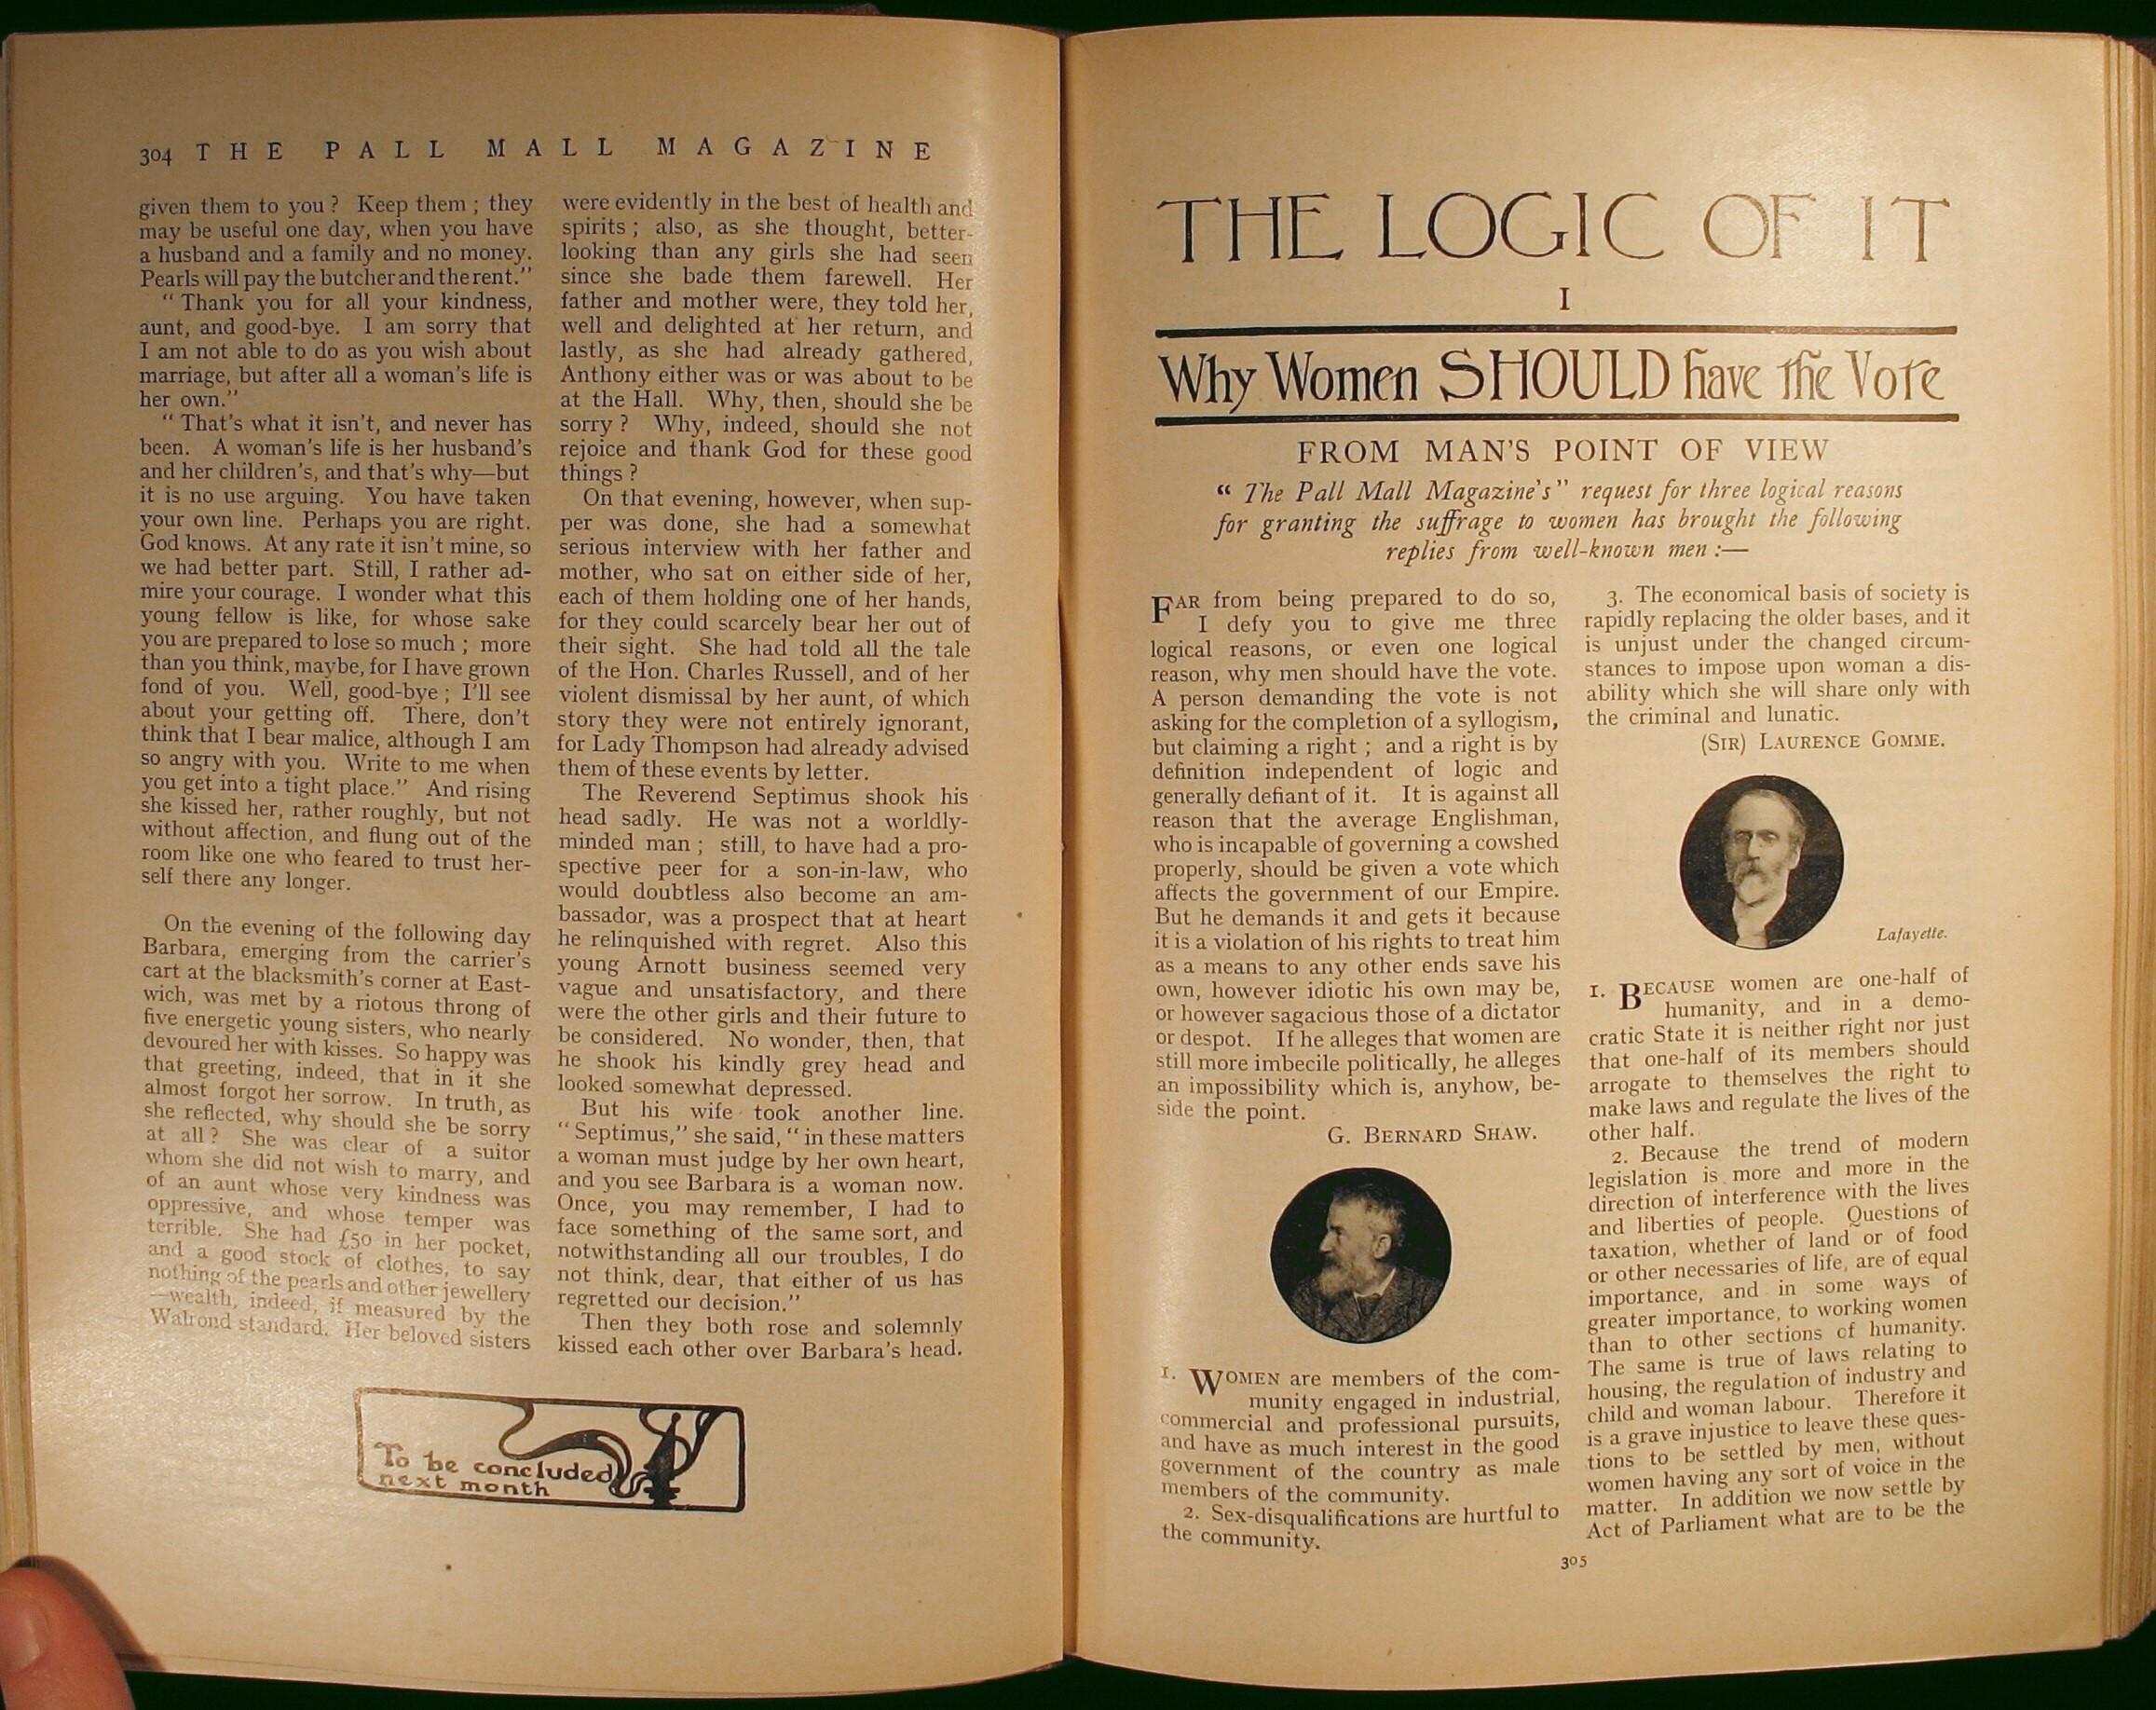 304 THE PALL MALL MAGAZINE
given them to you ? Keep them ; they
may be useful one day, when you have
a husband and a family and no money.
Pearls will pay the butcher and the rent."
" Thank you for all your kindness,
aunt, and good-bye. I am sorry that
I am not able to do as you wish about
marriage, but after all a woman's life is
her own."
" That's what it isn't, and never has
been. A woman's life is her husband's
and her children's, and that's why—but
it is no use arguing. You have taken
your own line. Perhaps you are right.
God knows. At any rate it isn't mine, so
we had better part. Still, I rather ad-
mire your courage. I wonder what this
young fellow is like, for whose sake
you are prepared to lose so much ; more
than you think, maybe, for I have grown
fond of you. Well, good-bye ; I'll see
about your getting off. There, don't
think that I bear malice, although I am
so angry with you. Write to me when
you get into a tight place." And rising
she kissed her, rather roughly, but not
without affection, and flung out of the
room like one who feared to trust her-
self there any longer.
On the evening of the following day
Barbara, emerging from the carrier's
cart at the blacksmith's corner at East-
wich, was met by a riotous throng of
five energetic young sisters, who nearly
devoured her with kisses. So happy was
that greeting, indeed, that in it she
almost forgot her sorrow. In truth, as
she reflected, why should she be sorry
at all ? She was clear of a suitor
whom she did not wish to marry, and
of an aunt whose very kindness was
oppressive, and whose temper was
terrible. She had £50 in her pocket,
and a good stock of clothes, to say
nothing of the pearls and other jewellery
—wealth, indeed, if measured by the
Walrond standard. Her beloved sisters
were evidently in the best of health and
spirits ; also, as she thought, better-
looking than any girls she had seen
since she bade them farewell. Her
father and mother were, they told her,
well and delighted at her return, and
lastly, as she had already gathered,
Anthony either was or was about to be
at the Hall. Why, then, should she be
sorry ? Why, indeed, should she not
rejoice and thank God for these good
things ?
On that evening, however, when sup-
per was done, she had a somewhat
serious interview with her father and
mother, who sat on either side of her,
each of them holding one of her hands,
for they could scarcely bear her out of
their sight. She had told all the tale
of the Hon. Charles Russell, and of her
violent dismissal by her aunt, of which
story they were not entirely ignorant,
for Lady Thompson had already advised
them of these events by letter.
The Reverend Septimus shook his
head sadly. He was not a worldly-
minded man ; still, to have had a pro-
spective peer for a son-in-law, who
would doubtless also become an am-
bassador, was a prospect that at heart
he relinquished with regret. Also this
young Arnott business seemed very
vague and unsatisfactory, and there
were the other girls and their future to
be considered. No wonder, then, that
he shook his kindly grey head and
looked somewhat depressed.
But his wife took another line.
" Septimus," she said, " in these matters
a woman must judge by her own heart,
and you see Barbara is a woman now.
Once, you may remember, I had to
face something of the same sort, and
notwithstanding all our troubles, I do
not think, dear, that either of us has
regretted our decision."
Then they both rose and solemnly
kissed each other over Barbara's head.
To be concluded
next month
THE LOGIC OF IT
I
Why Women SHOULD have the Vote
FROM MAN'S POINT OF VIEW
" The Pall Mall Magazine's " request for three logical reasons
for granting the suffrage to women has brought the following
replies from well-known men :—
FAR from being prepared to do so,
I defy you to give me three
logical reasons, or even one logical
reason, why men should have the vote.
A person demanding the vote is not
asking for the completion of a syllogism,
but claiming a right ; and a right is by
definition independent of logic and
generally defiant of it. It is against all
reason that the average Englishman,
who is incapable of governing a cowshed
properly, should be given a vote which
affects the government of our Empire.
But he demands it and gets it because
it is a violation of his rights to treat him
as a means to any other ends save his
own, however idiotic his own may be,
or however sagacious those of a dictator
or despot. If he alleges that women are
still more imbecile politically, he alleges
an impossibility which is, anyhow, be-
side the point.
G. BERNARD SHAW.
1. WOMEN are members of the com-
munity engaged in industrial,
commercial and professional pursuits,
and have as much interest in the good
government of the country as male
members of the community.
2. Sex-disqualifications are hurtful to
the community.
3. The economical basis of society is
rapidly replacing the older bases, and it
is unjust under the changed circum-
stances to impose upon woman a dis-
ability which she will share only with
the criminal and lunatic.
(SIR) LAURENCE GOMME.
Lafayette.
1. BECAUSE women are one-half of
humanity, and in a demo-
cratic State it is neither right nor just
that one-half of its members should
arrogate to themselves the right to
make laws and regulate the lives of the
other half.
2. Because the trend of modern
legislation is more and more in the
direction of interference with the lives
and liberties of people. Questions of
taxation, whether of land or of food
or other necessaries of life, are of equal
importance, and in some ways of
greater importance, to working women
than to other sections of humanity.
The same is true of laws relating to
housing, the regulation of industry and
child and woman labour. Therefore it
is a grave injustice to leave these ques-
tions to be settled by men, without
women having any sort of voice in the
matter. In addition we now settle by
Act of Parliament what are to be the
305